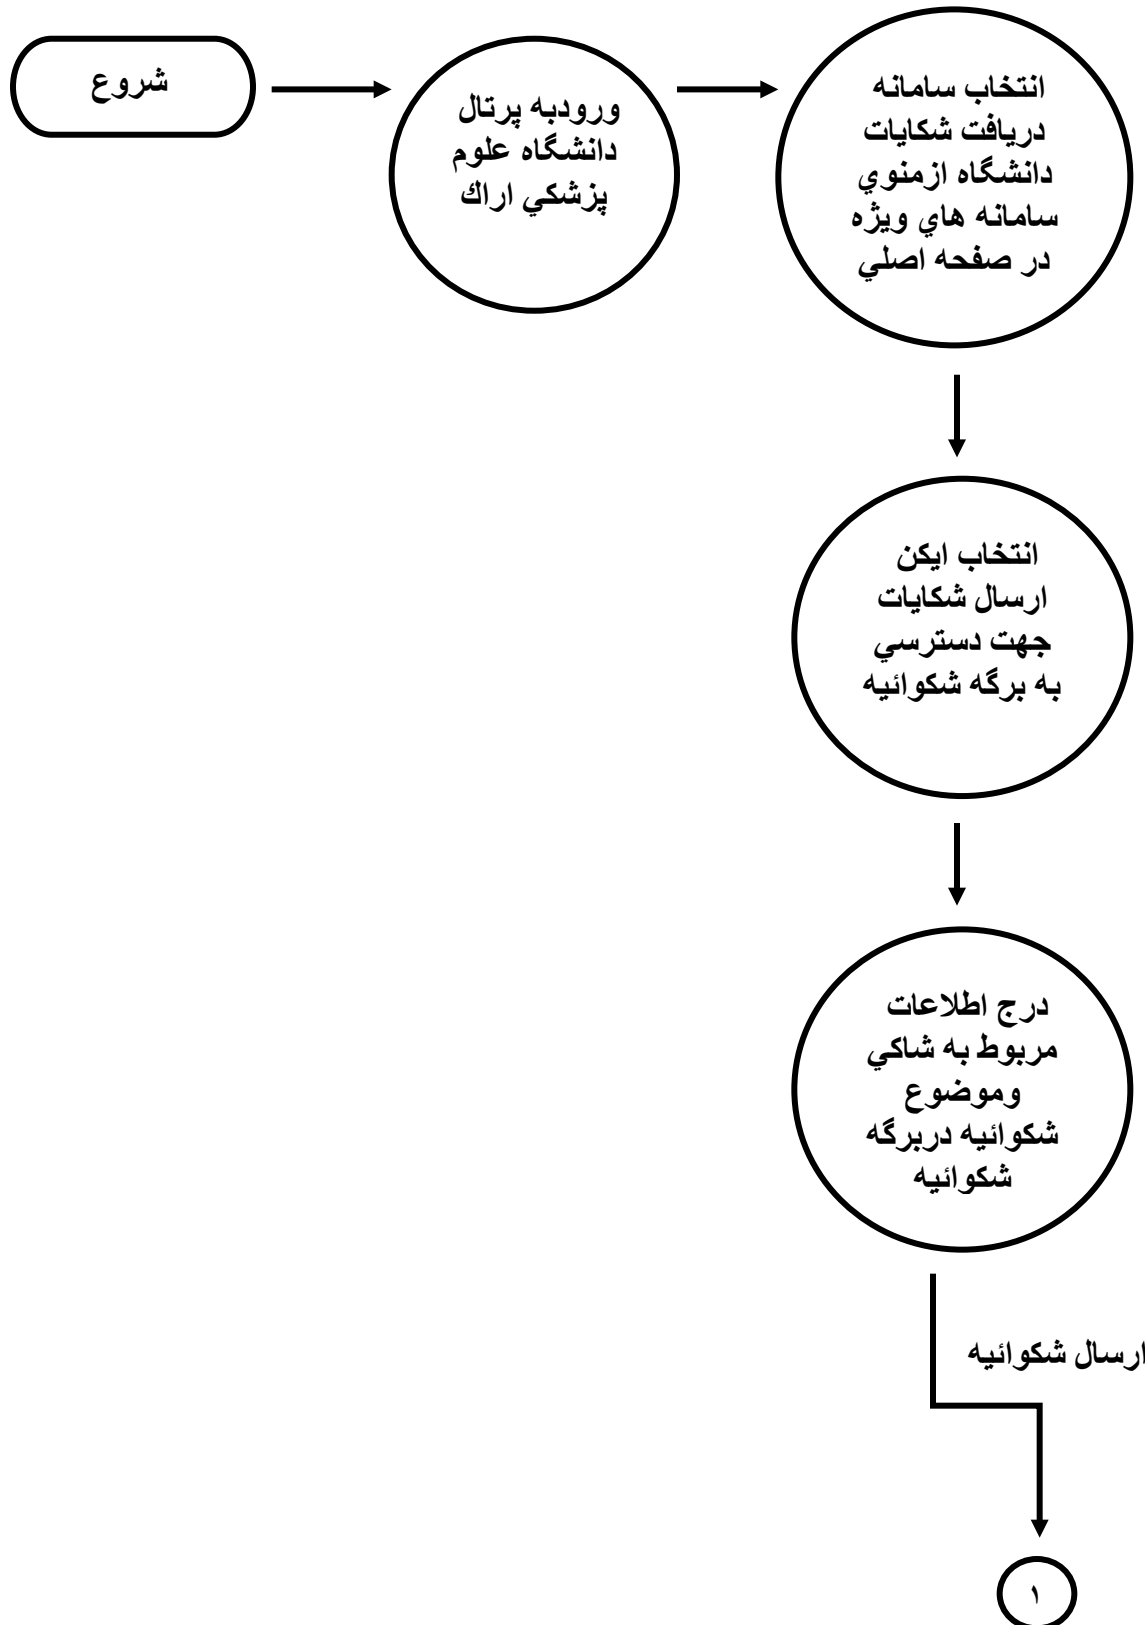 شروع
ورودبه پرتال
دانشگاه علوم
پزشكي اراك
انتخاب سامانه
دريافت شكايات
دانشگاه ازمنوي
سامانه هاي ويژه
در صفحه اصلي
انتخاب ايكن
ارسال شكايات
جهت دسترسي
به برگه شكوائيه
درج اطلاعات
مربوط به شاكي
وموضوع
شكوائيه دربرگه
شكوائيه
ارسال شكوائيه
۱